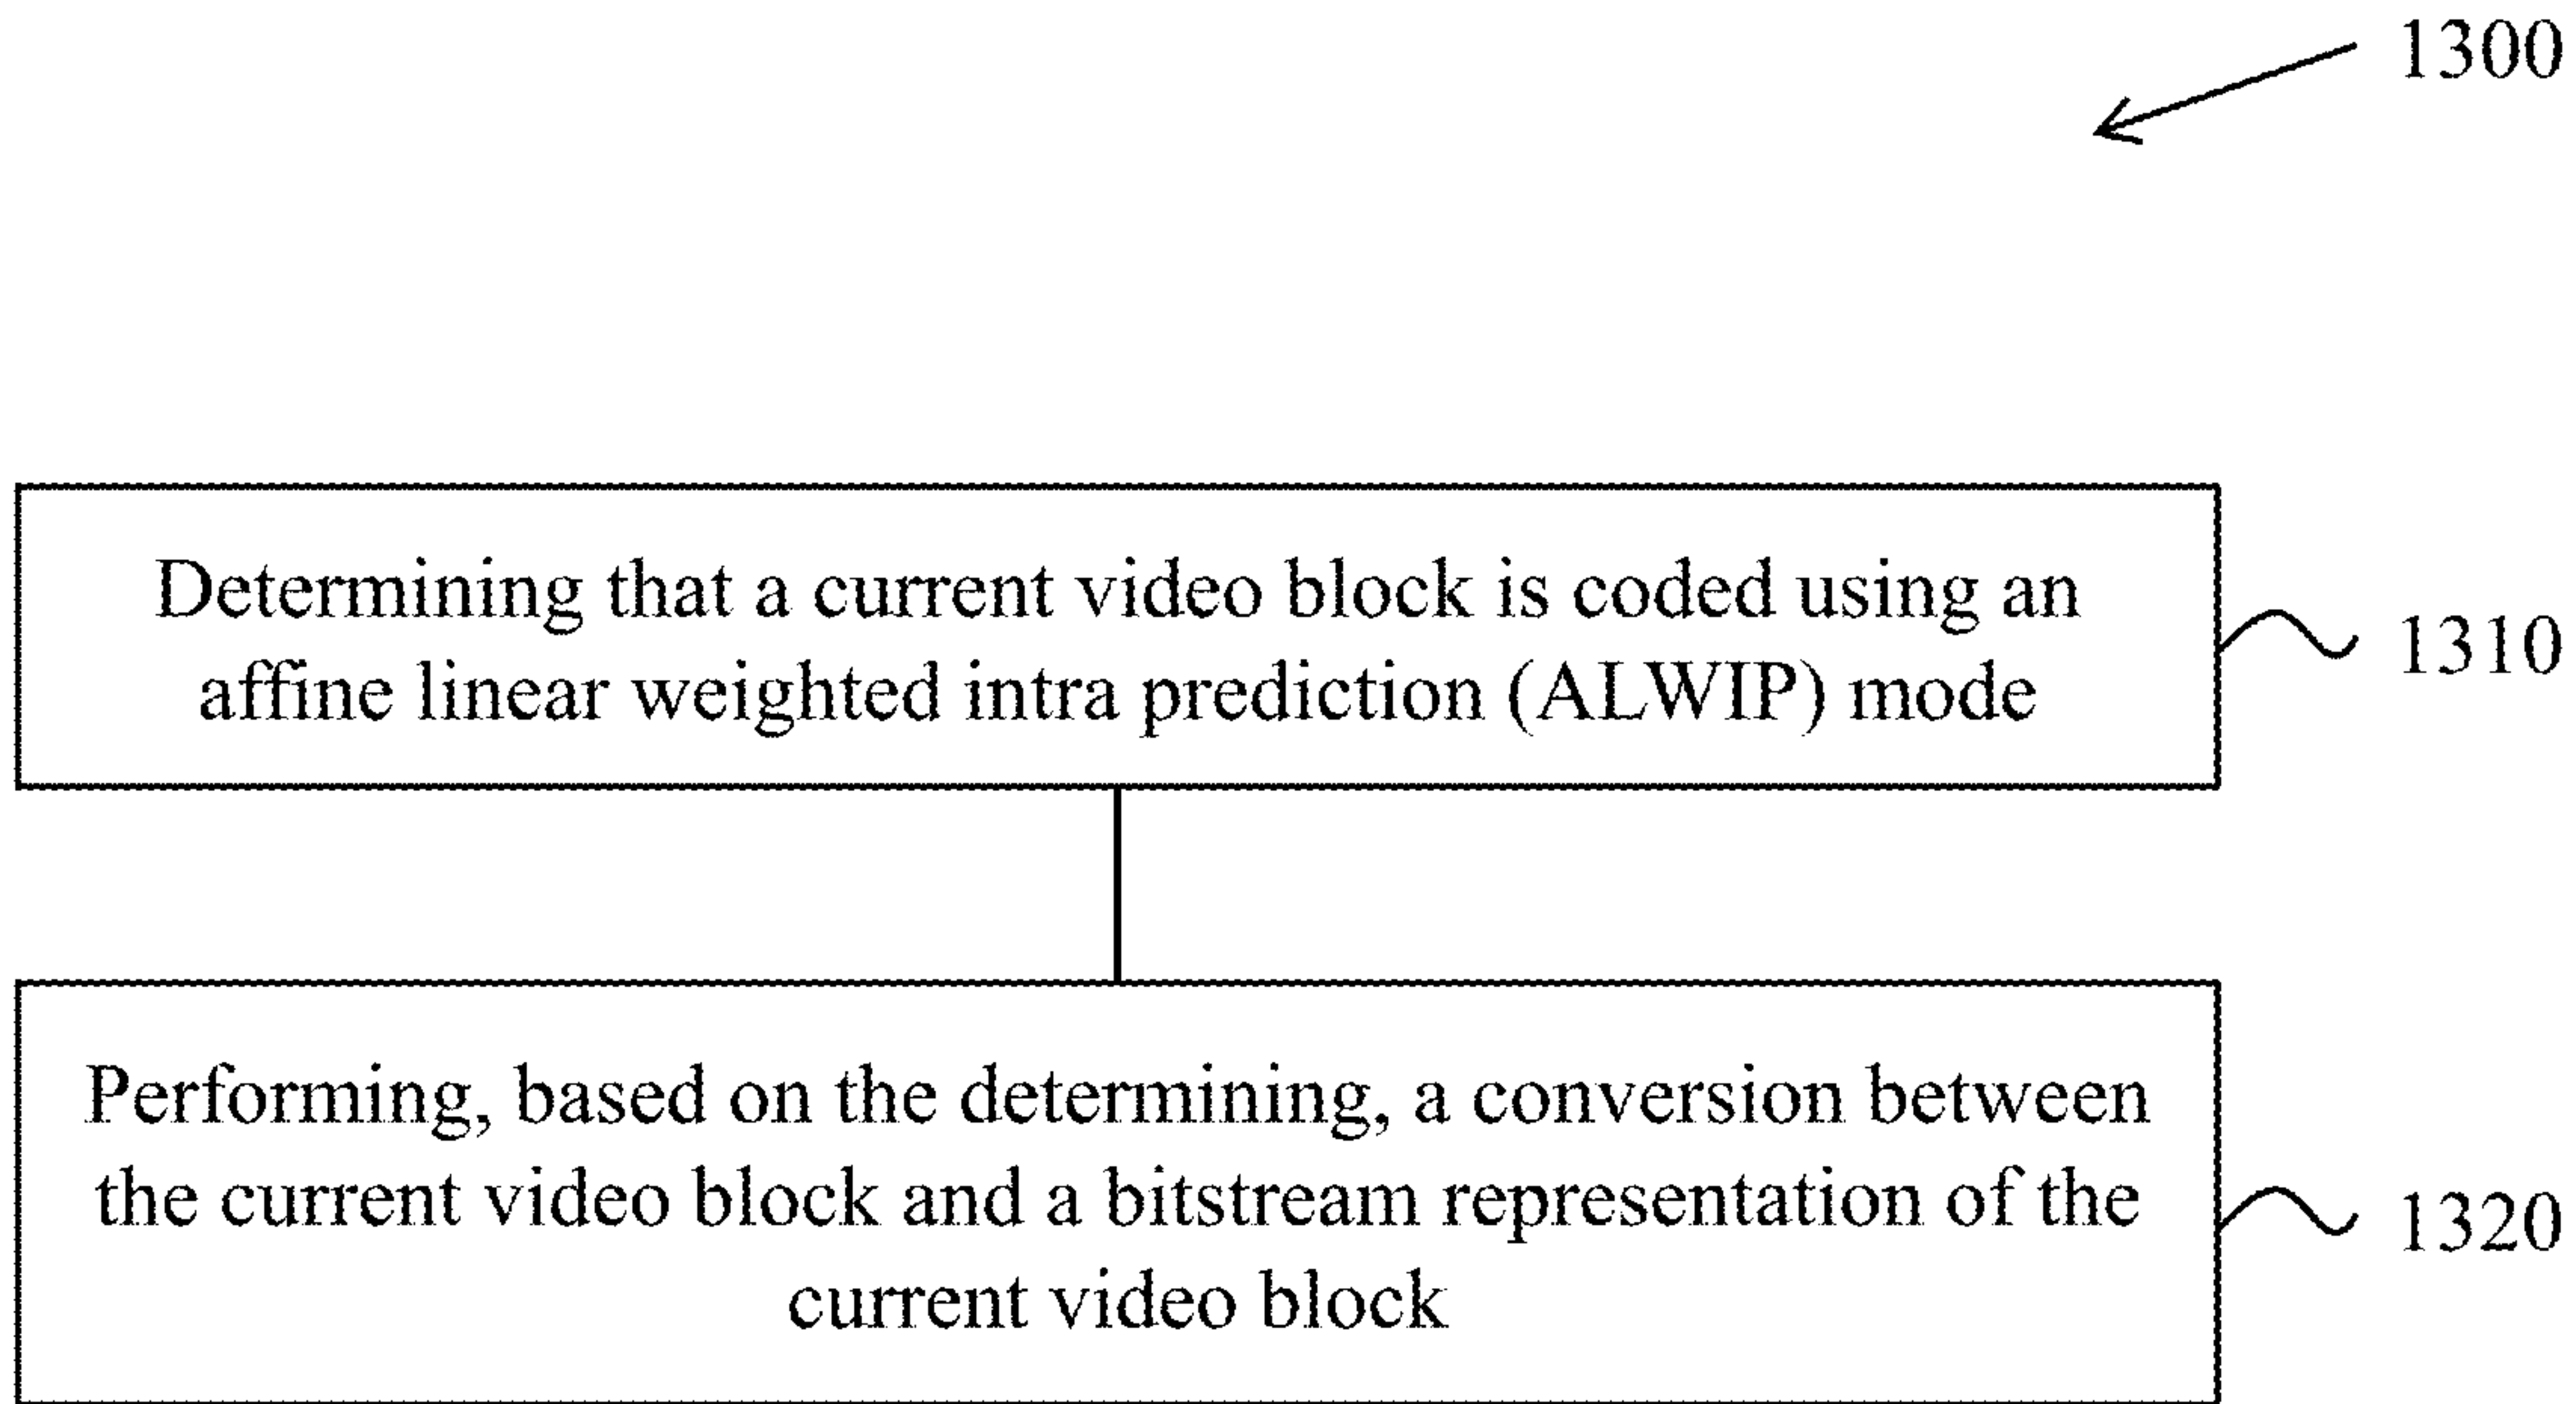 1300
Determining that a current video block is coded using an
affine linear weighted intra prediction (ALWIP) mode
1310
Performing, based on the determining, a conversion between
the current video block and a bitstream representation of the
current video block
1320